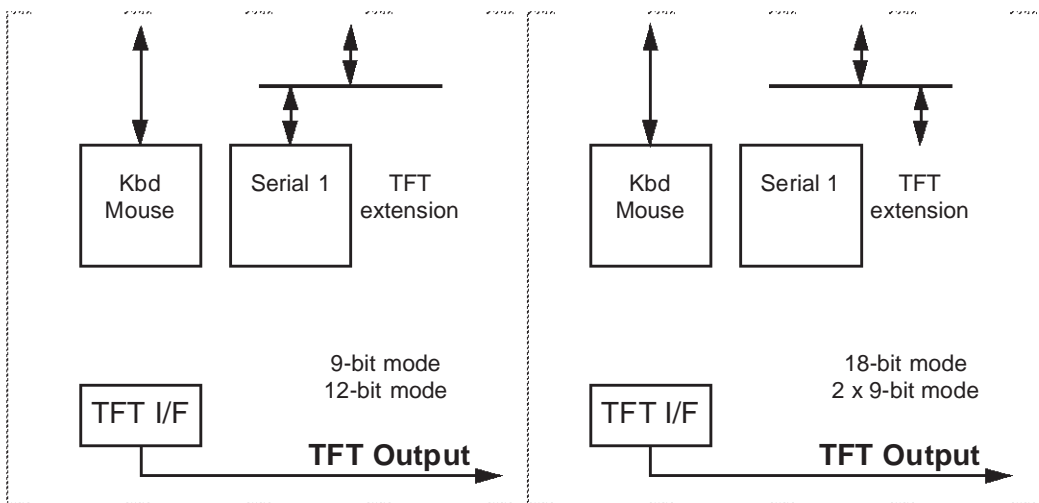 Kbd
Mouse
Serial 1
TFT
extension
9-bit mode
12-bit mode
TFT I/F
TFT Output
Kbd
Mouse
Serial 1
TFT
extension
18-bit mode
2 x 9-bit mode
TFT I/F
TFT Output